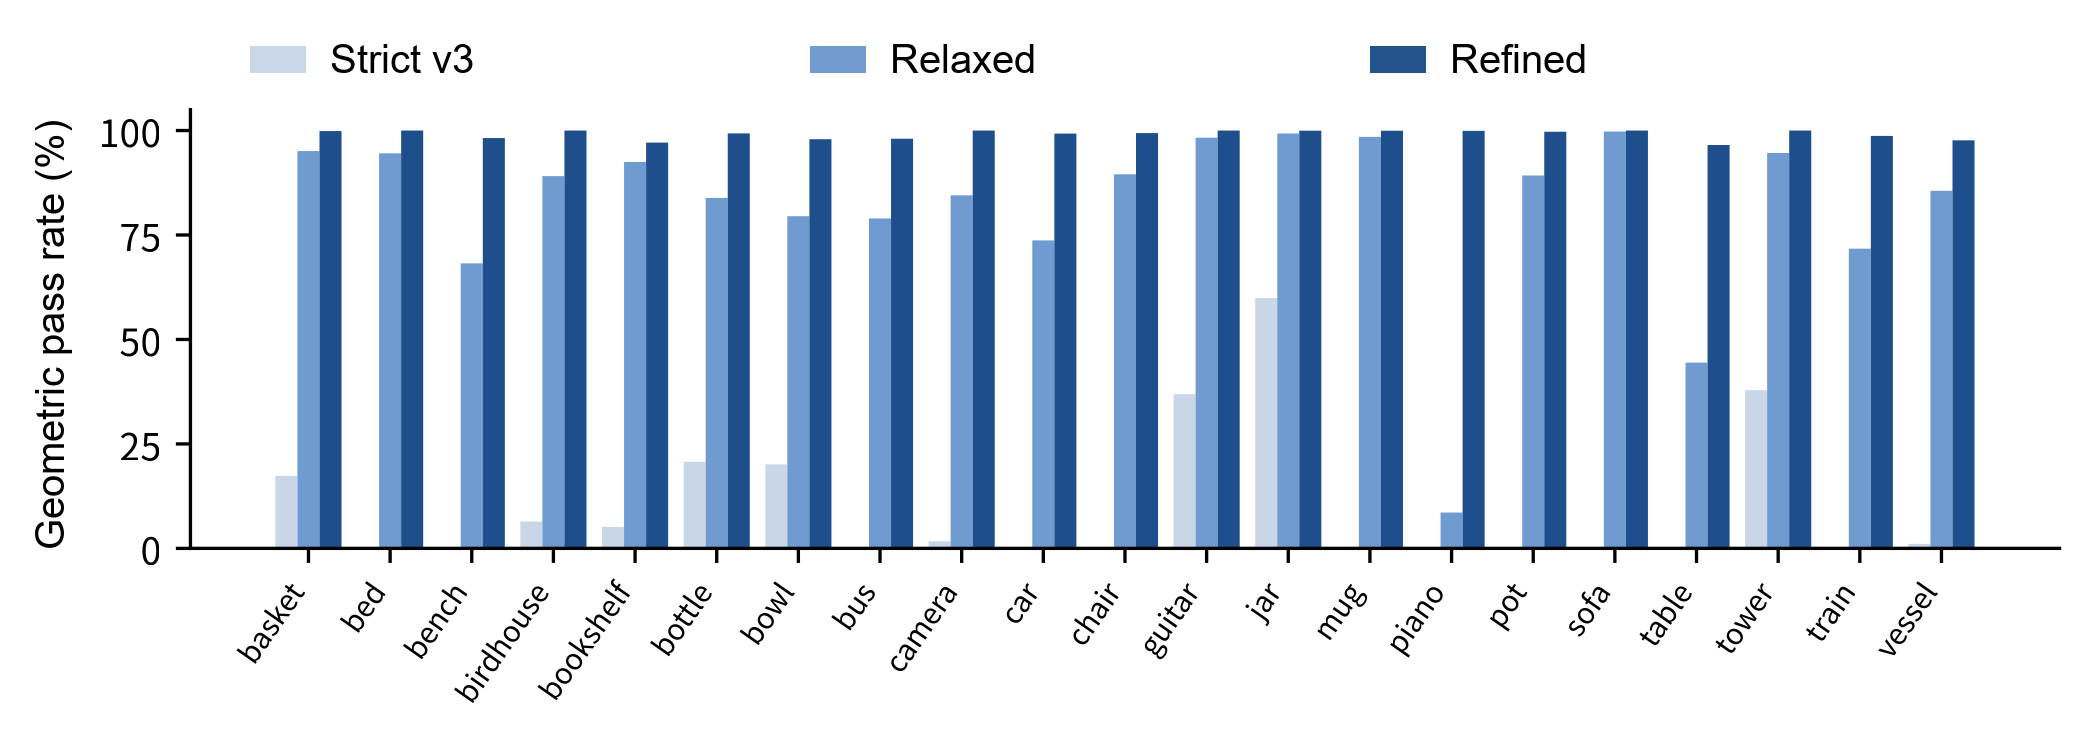 Strict v3 Relaxed Refined
Geometric pass rate (%)
100
75
50
25
0
basket bed bench birdhouse bookshelf bottle bowl bus camera car chair guitar jar mug piano pot sofa table tower train vessel